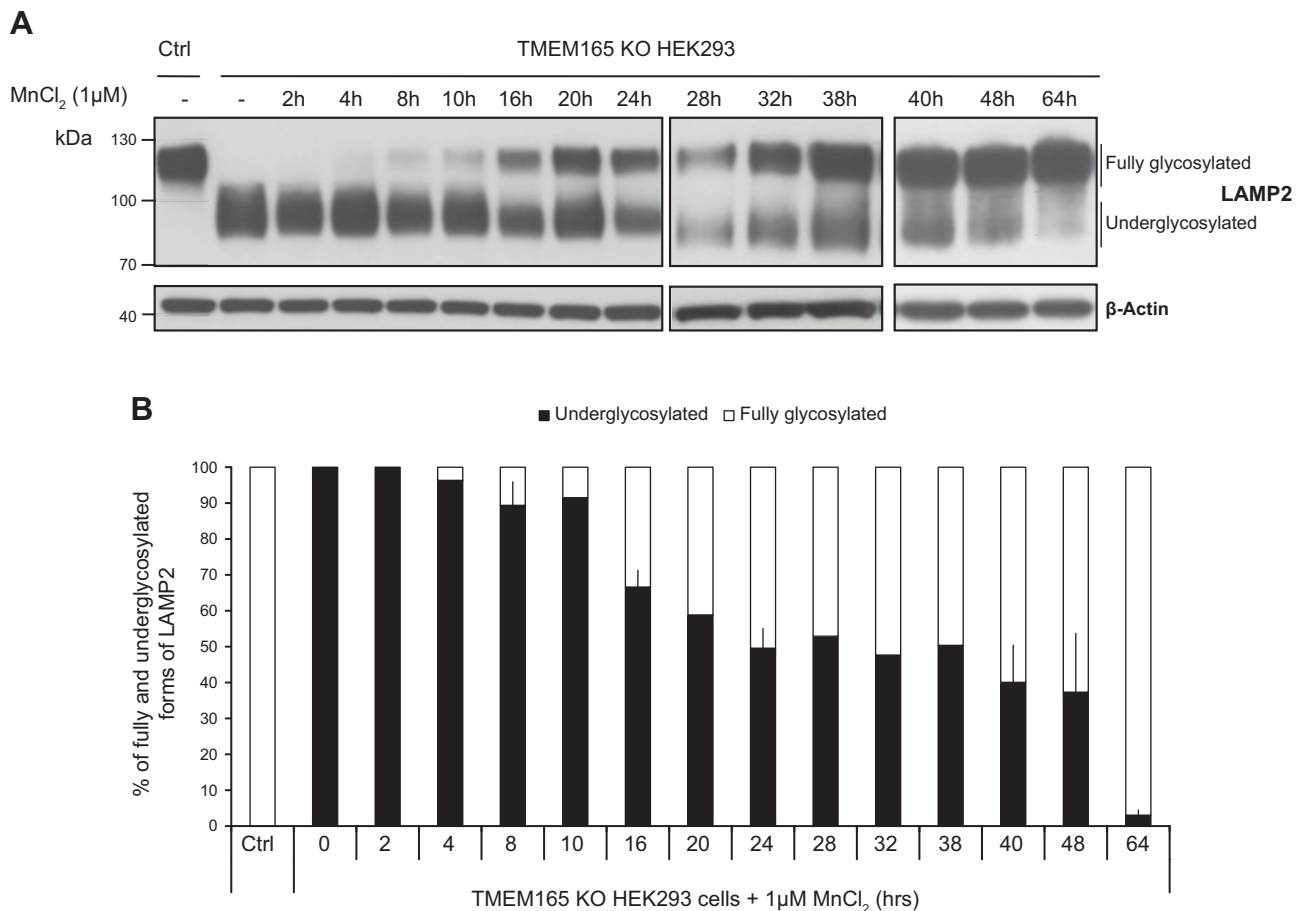 A
Ctrl TMEM165 KO HEK293
MnCl₂ (1µM) - - 2h 4h 8h 10h 16h 20h 24h 28h 32h 38h 40h 48h 64h
kDa 130
Fully glycosylated
100
LAMP2
Underglycosylated
70
40 β-Actin
B
Underglycosylated Fully glycosylated
% of fully and underglycosylated
forms of LAMP2
100
90
80
70
60
50
40
30
20
10
0
Ctrl 0 2 4 8 10 16 20 24 28 32 38 40 48 64
TMEM165 KO HEK293 cells + 1µM MnCl₂ (hrs)